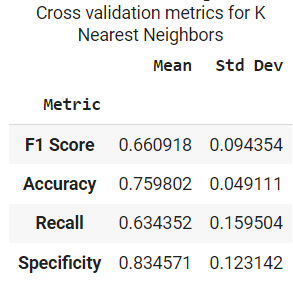 Cross validation metrics for K
Nearest Neighbors
Mean Std Dev
Metric
F1 Score 0.660918 0.094354
Accuracy 0.759802 0.049111
Recall 0.634352 0.159504
Specificity 0.834571 0.123142